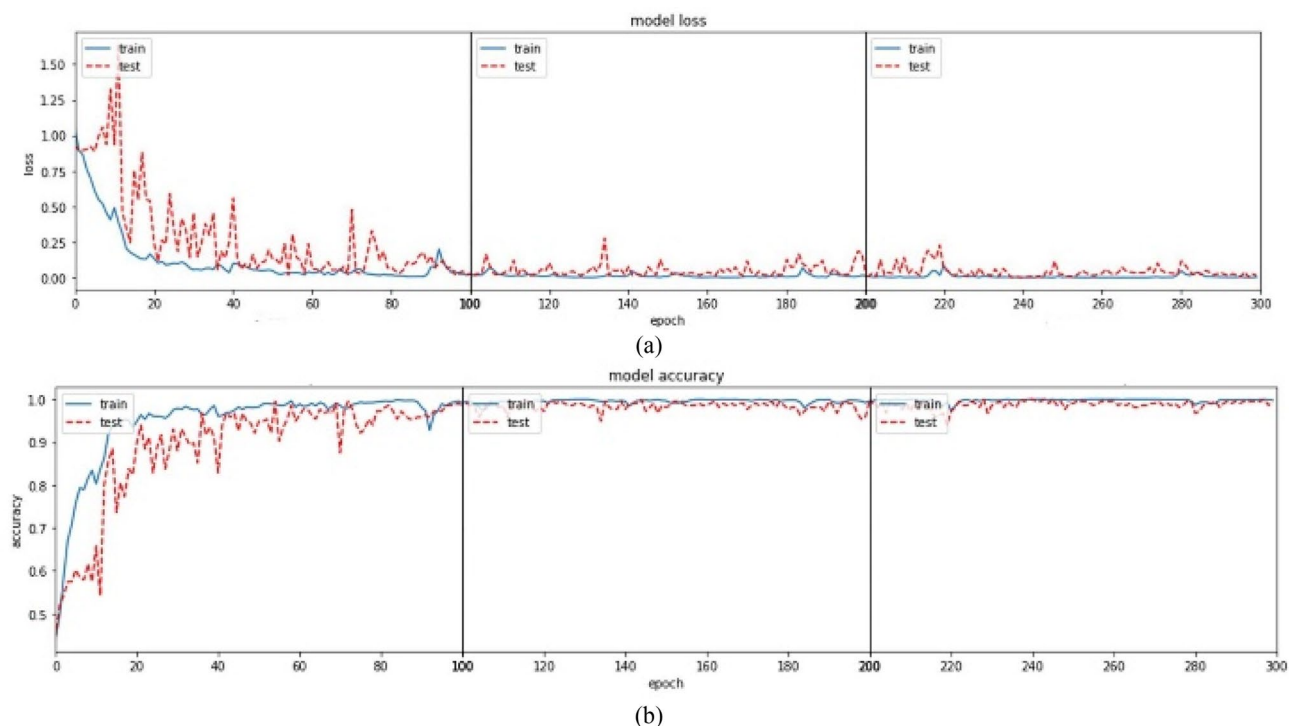 model loss
train
test
train
test
train
test
1.50
1.25
1.00
0.75
0.50
0.25
0.00
loss
0 20 40 60 80 100 120 140 160 180 200 220 240 260 280 300
epoch
(a)
model accuracy
train
test
train
test
train
test
1.0
0.9
0.8
0.7
0.6
0.5
accuracy
0 20 40 60 80 100 120 140 160 180 200 220 240 260 280 300
epoch
(b)